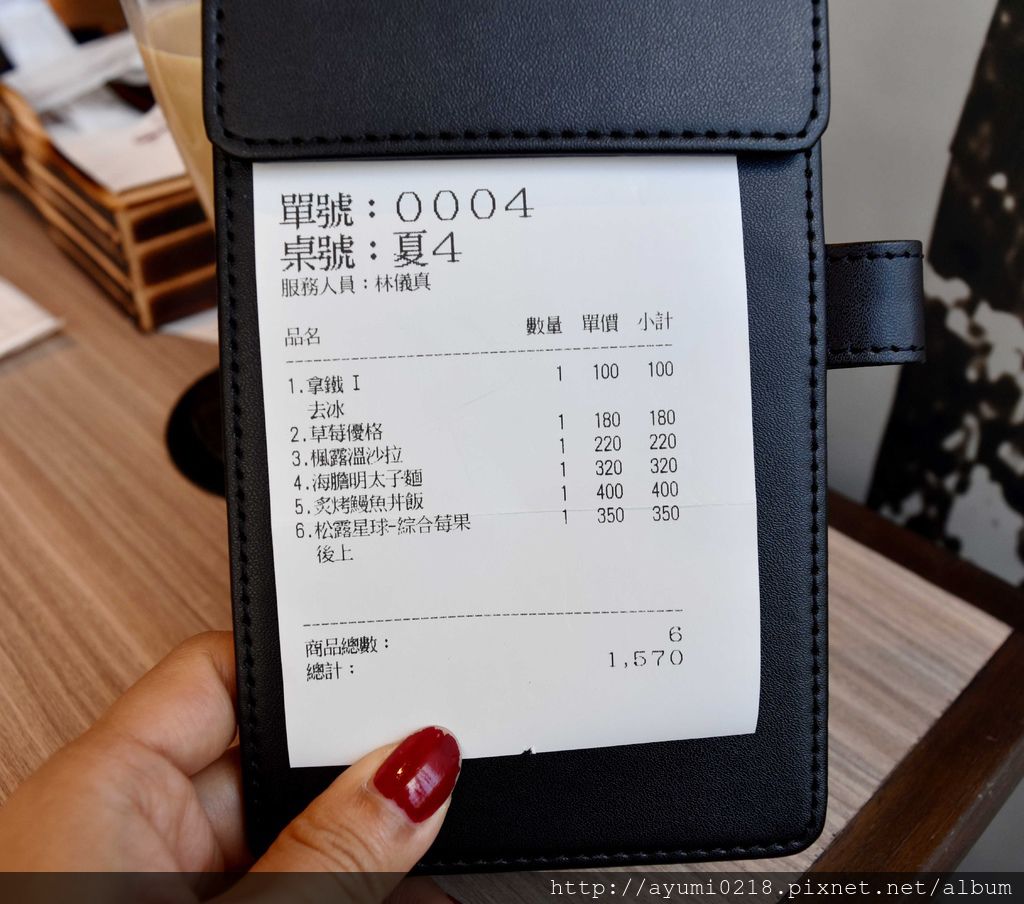 單號：0004
桌號：夏4
服務人員：林儀真
品名 數量 單價 小計
1.拿鐵 I 1 100 100
去冰
2.草莓優格 1 180 180
3.楓露溫沙拉 1 220 220
4.海膽明太子麵 1 320 320
5.炙烤鰻魚丼飯 1 400 400
6.松露星球-綜合莓果 1 350 350
後上
商品總數： 6
總計： 1,570
http://ayumi0218.pixnet.net/album